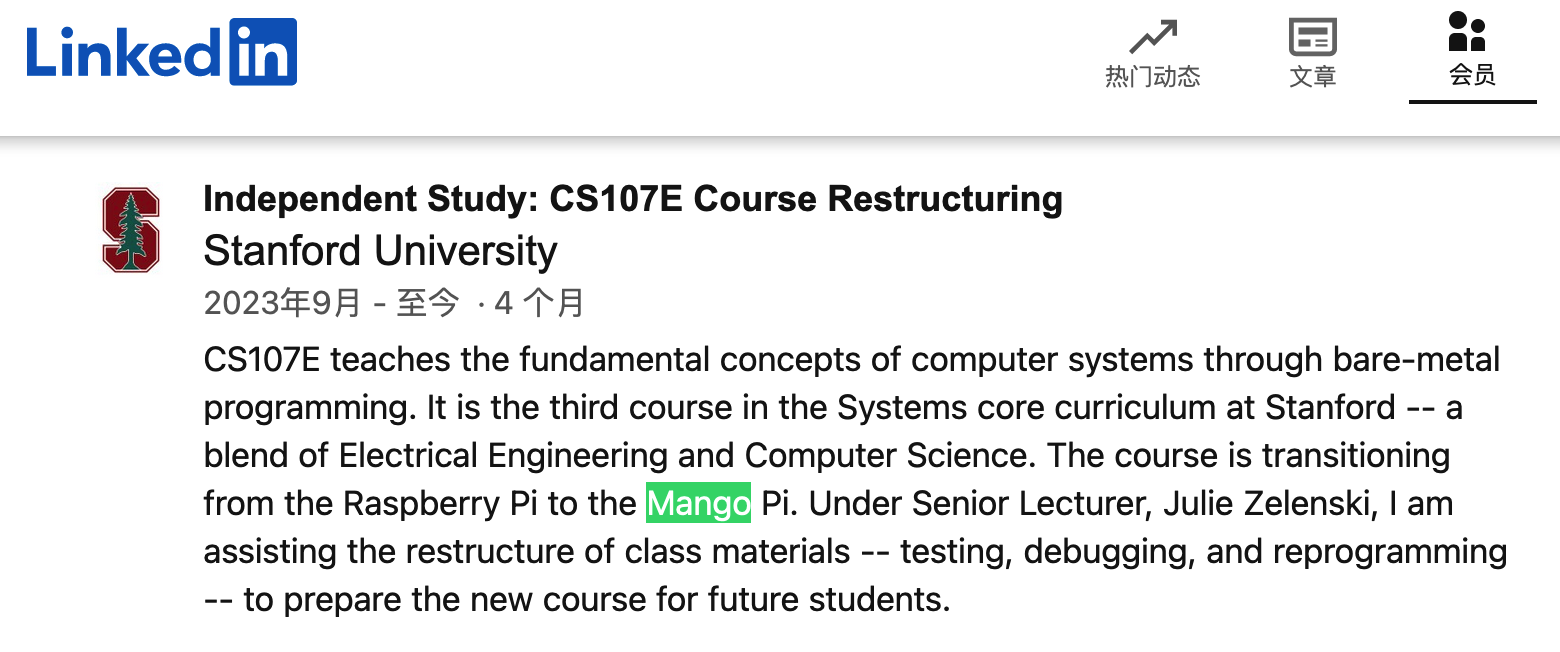 Linkedin
热门动态
文章
会员
Independent Study: CS107E Course Restructuring
Stanford University
2023年9月 - 至今 · 4 个月
CS107E teaches the fundamental concepts of computer systems through bare-metal
programming. It is the third course in the Systems core curriculum at Stanford -- a
blend of Electrical Engineering and Computer Science. The course is transitioning
from the Raspberry Pi to the Mango Pi. Under Senior Lecturer, Julie Zelenski, I am
assisting the restructure of class materials -- testing, debugging, and reprogramming
-- to prepare the new course for future students.